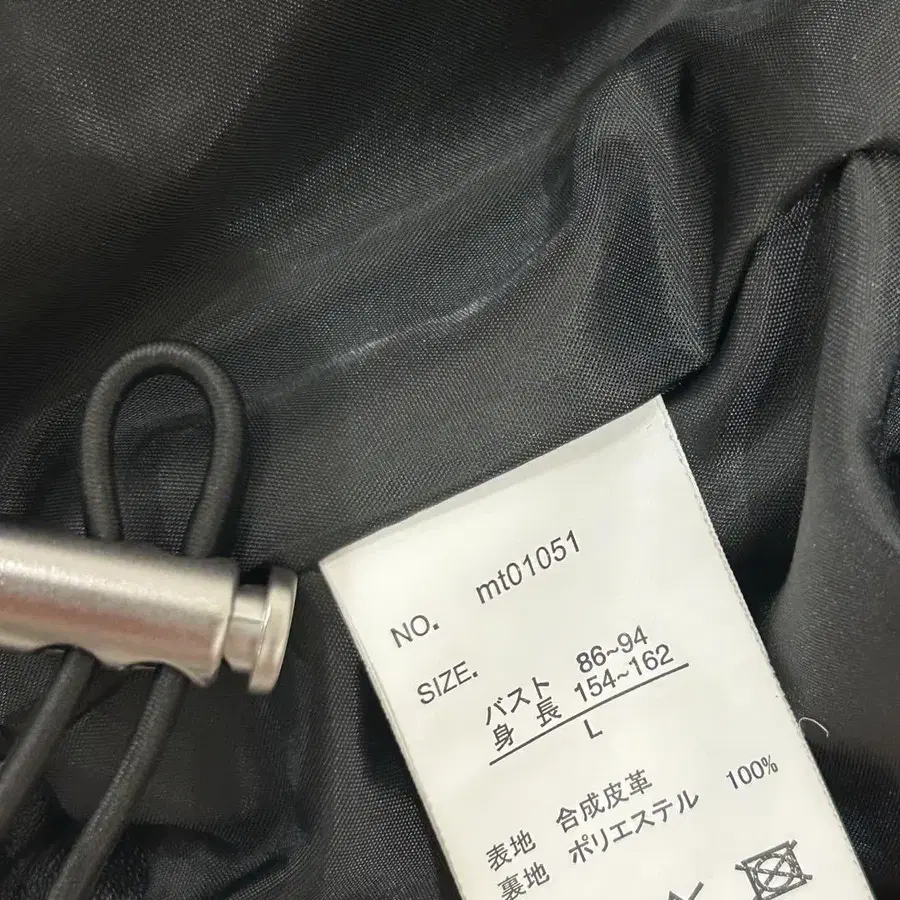 NO. mt01051
SIZE.
バスト 86~94
身長 154~162
L
表地 合成皮革
裏地 ポリエステル 100%